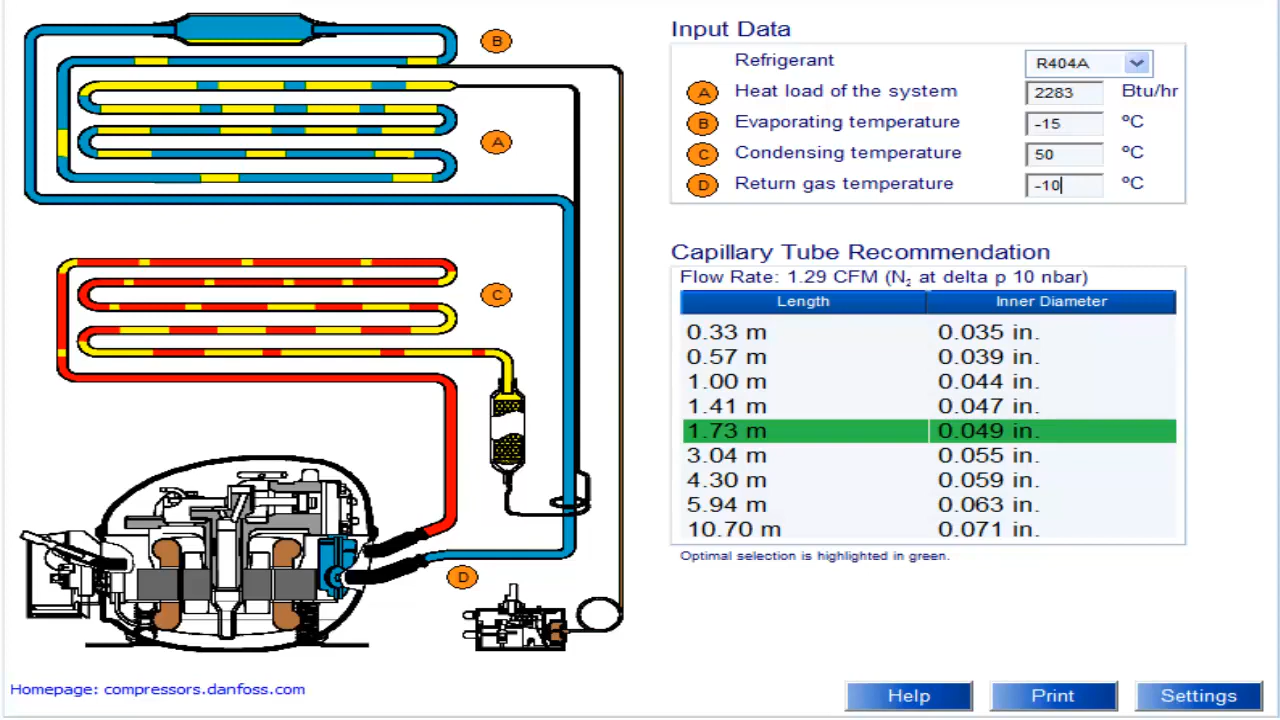 B
A
C
D
Homepage: compressors.danfoss.com
Input Data
Refrigerant R404A
A Heat load of the system 2283 Btu/hr
B Evaporating temperature -15 ºC
C Condensing temperature 50 ºC
D Return gas temperature -10 ºC
Capillary Tube Recommendation
Flow Rate: 1.29 CFM (N₂ at delta p 10 nbar)
Length Inner Diameter
0.33 m 0.035 in.
0.57 m 0.039 in.
1.00 m 0.044 in.
1.41 m 0.047 in.
1.73 m 0.049 in.
3.04 m 0.055 in.
4.30 m 0.059 in.
5.94 m 0.063 in.
10.70 m 0.071 in.
Optimal selection is highlighted in green.
Help Print Settings